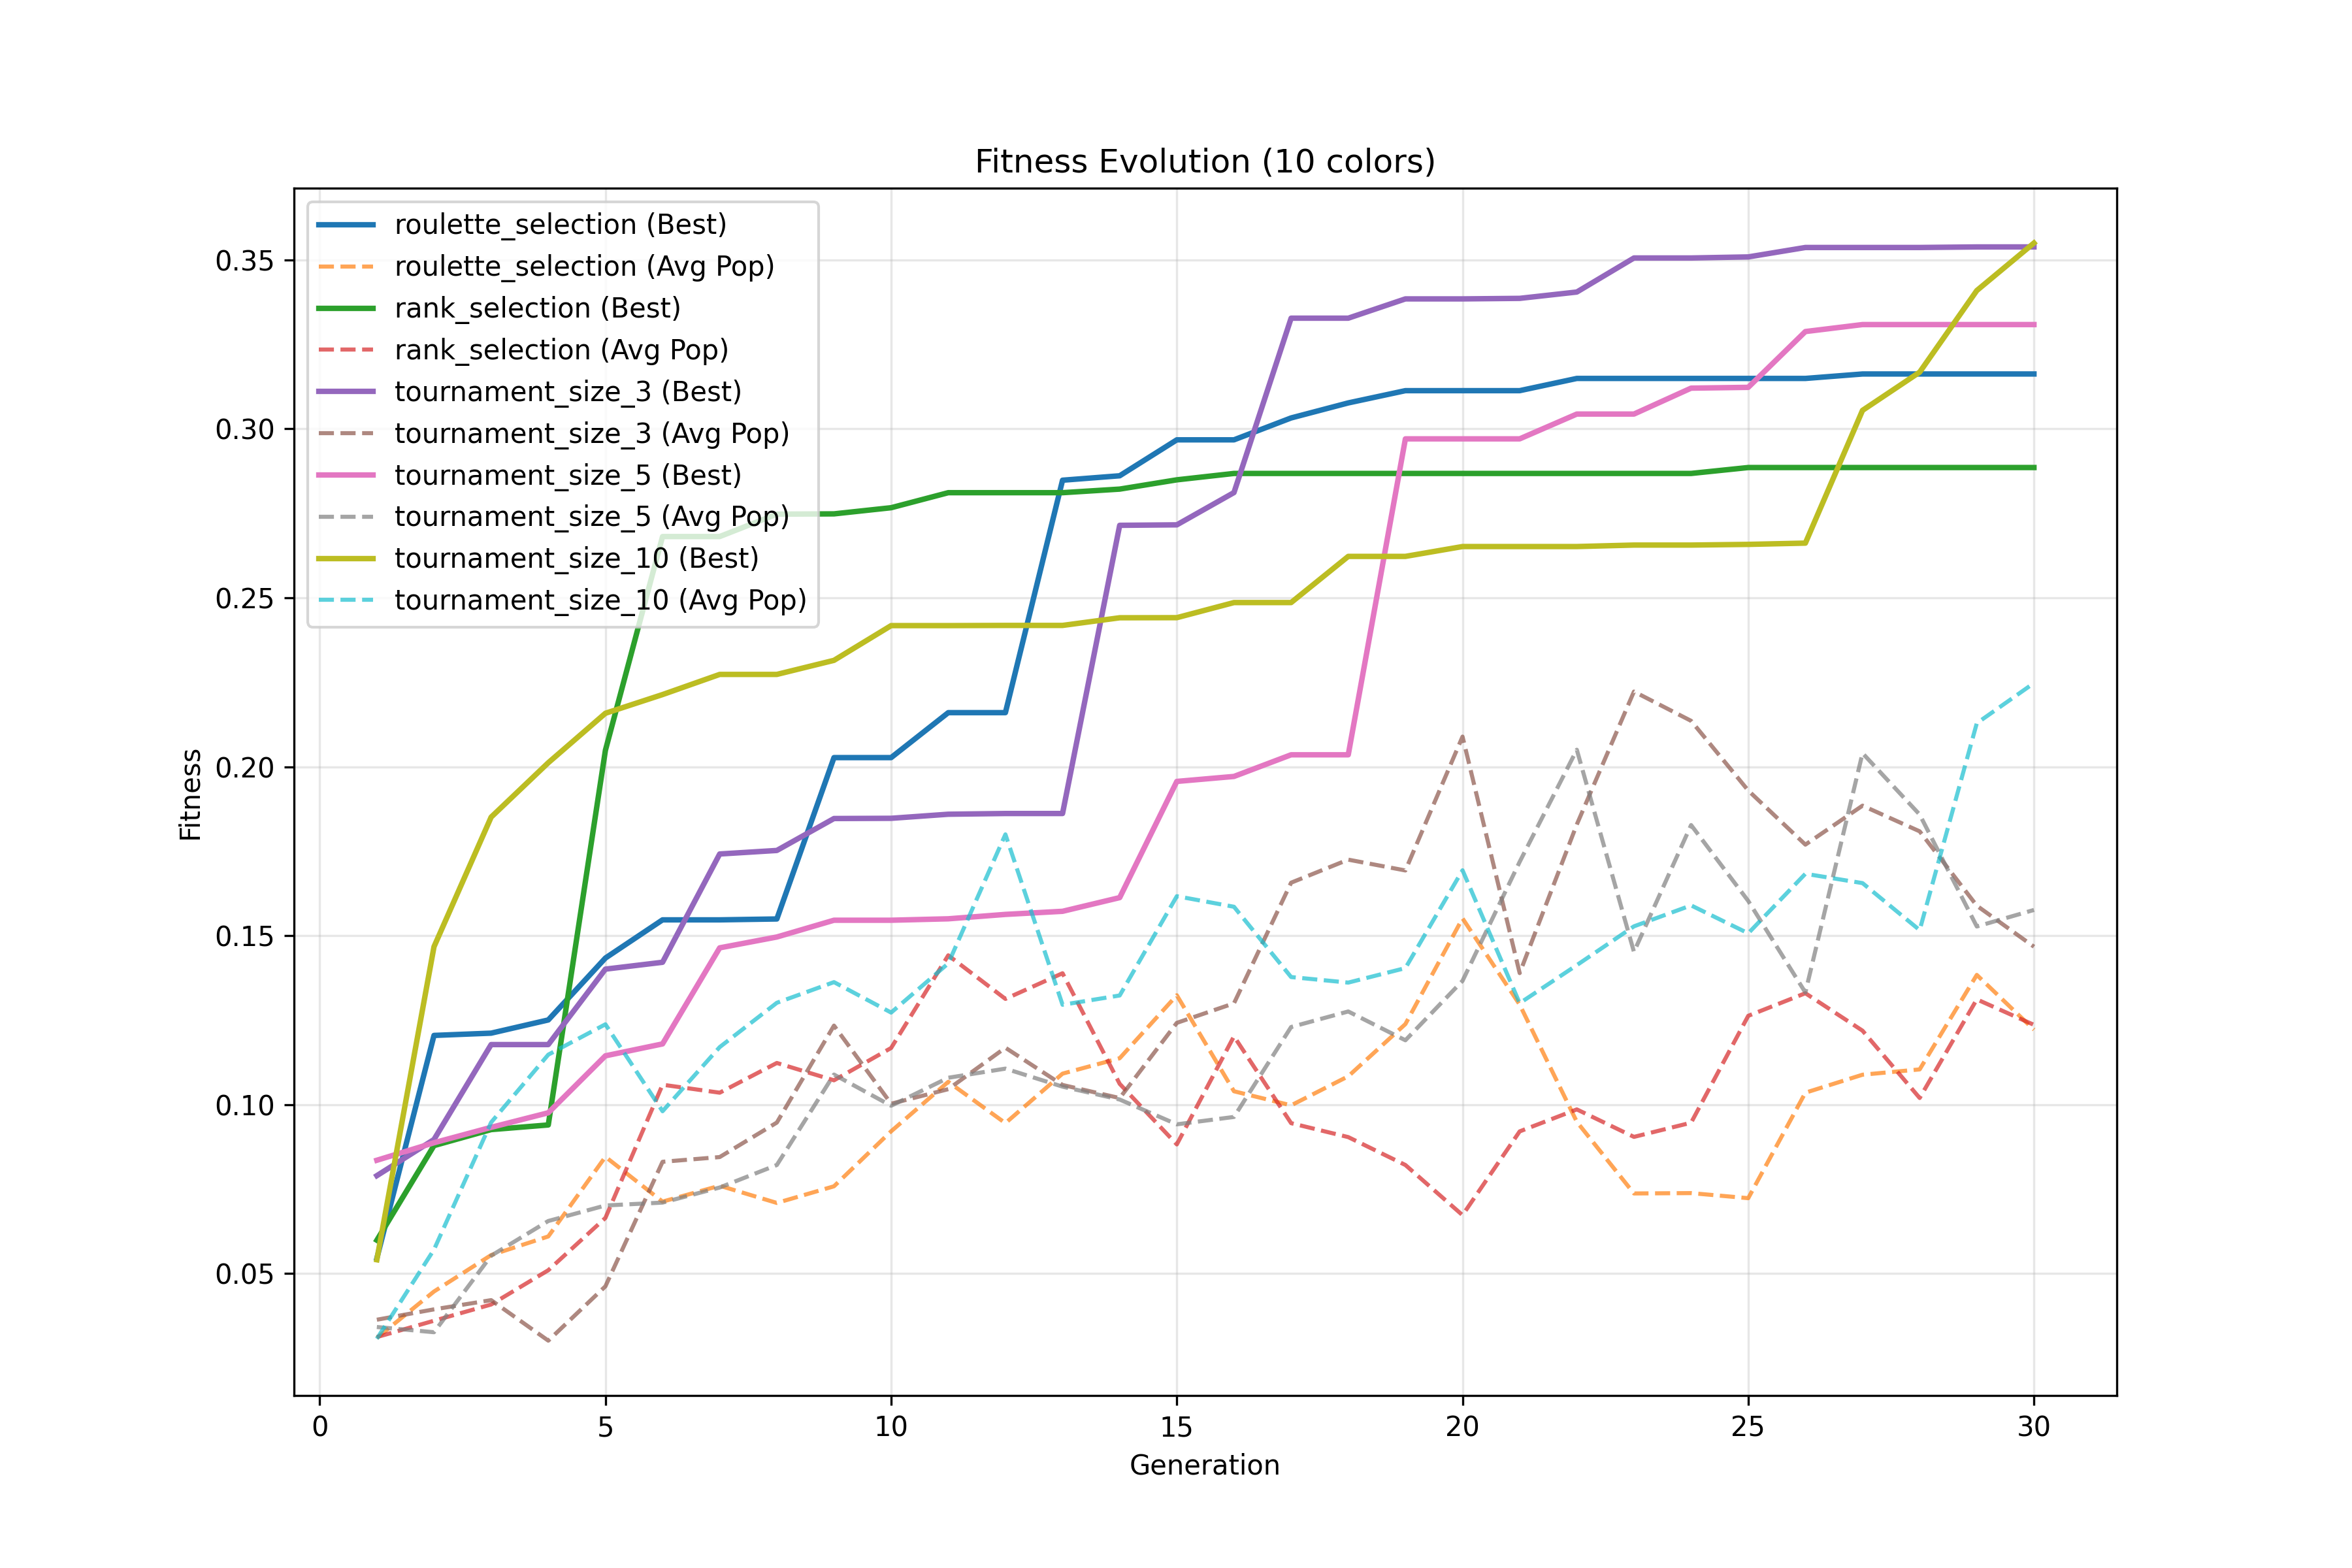 Fitness Evolution (10 colors)
roulette_selection (Best)
roulette_selection (Avg Pop)
rank_selection (Best)
rank_selection (Avg Pop)
tournament_size_3 (Best)
tournament_size_3 (Avg Pop)
tournament_size_5 (Best)
tournament_size_5 (Avg Pop)
tournament_size_10 (Best)
tournament_size_10 (Avg Pop)
0.35
0.30
0.25
0.20
0.15
0.10
0.05
Fitness
0 5 10 15 20 25 30
Generation